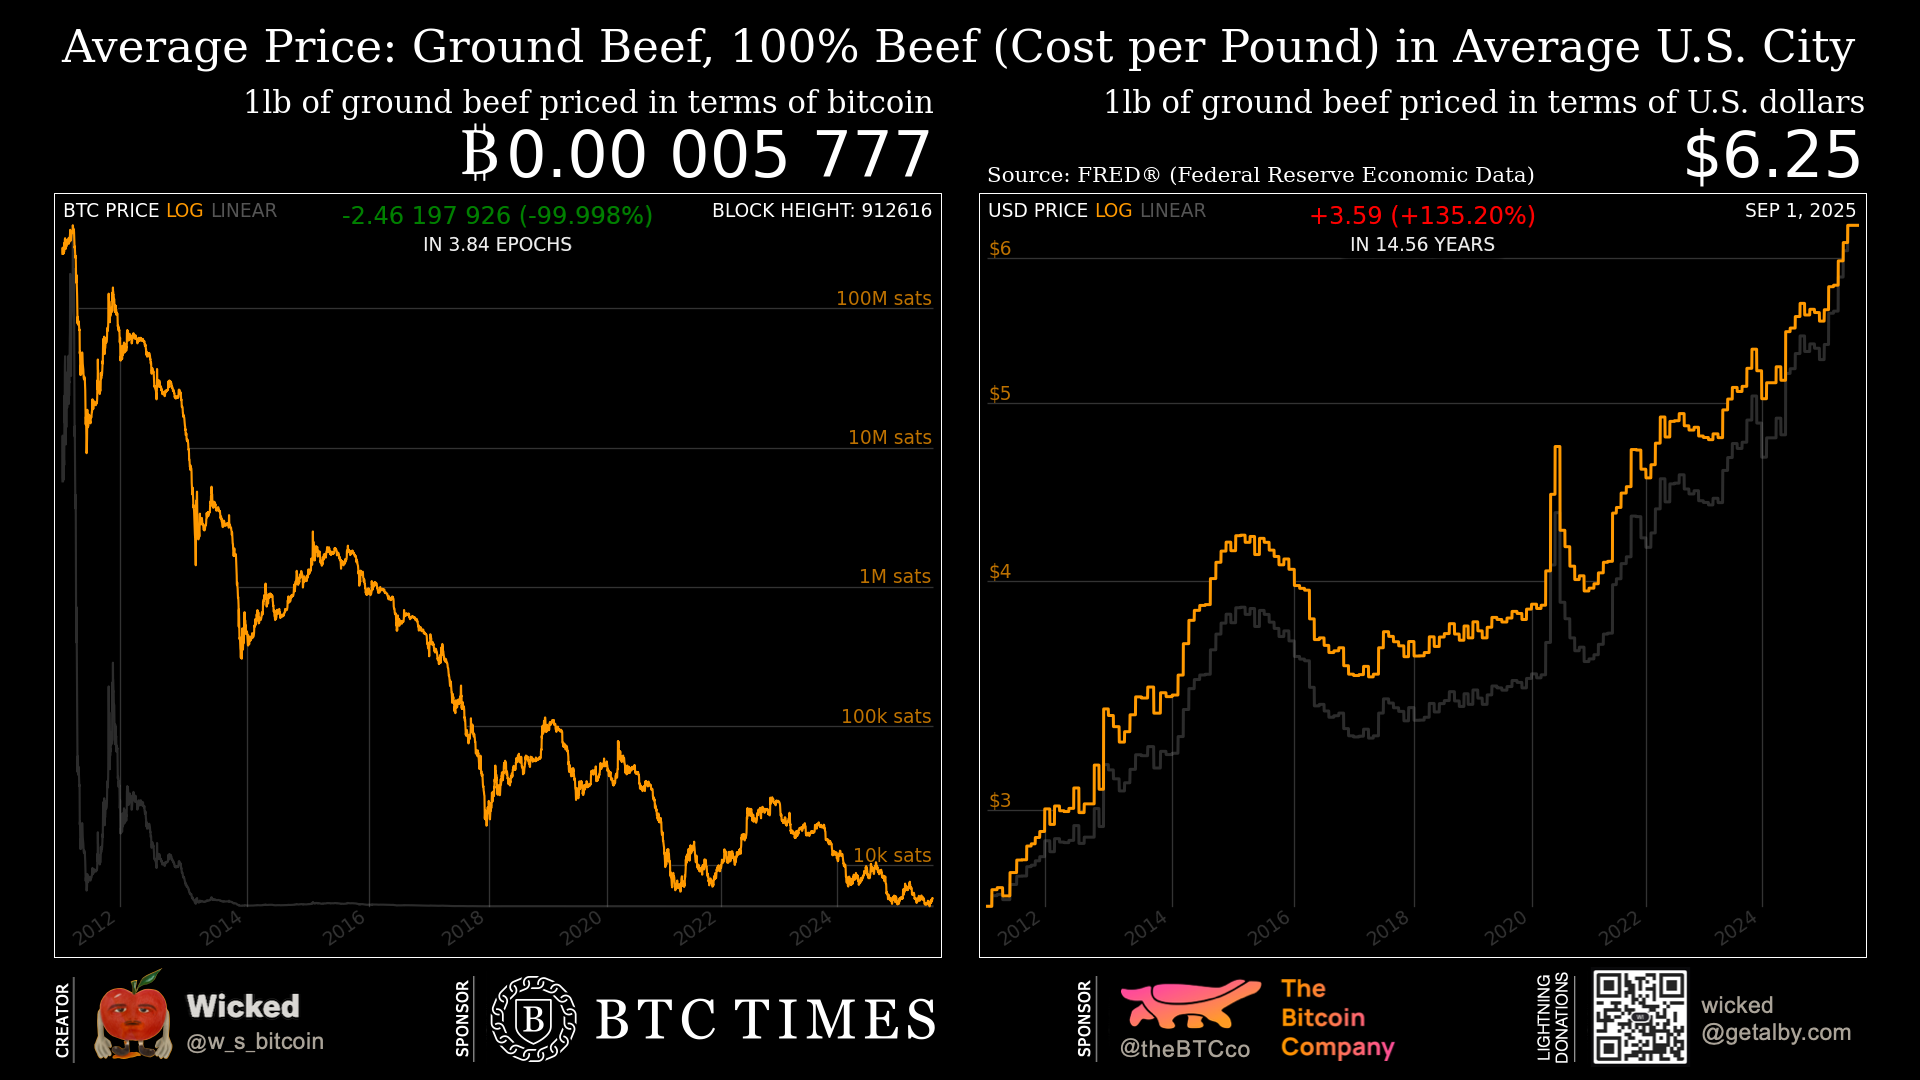 Average Price: Ground Beef, 100% Beef (Cost per Pound) in Average U.S. City
1lb of ground beef priced in terms of bitcoin
₿0.00 005 777
1lb of ground beef priced in terms of U.S. dollars
Source: FRED® (Federal Reserve Economic Data)
$6.25
BTC PRICE LOG LINEAR
-2.46 197 926 (-99.998%)
IN 3.84 EPOCHS
BLOCK HEIGHT: 912616
100M sats
10M sats
1M sats
100k sats
10k sats
2012 2014 2016 2018 2020 2022 2024
USD PRICE LOG LINEAR
+3.59 (+135.20%)
IN 14.56 YEARS
SEP 1, 2025
$6
$5
$4
$3
2012 2014 2016 2018 2020 2022 2024
CREATOR
Wicked
@w_s_bitcoin
SPONSOR
B
BTC TIMES
SPONSOR
@theBTCco
The
Bitcoin
Company
LIGHTNING
DONATIONS
wicked
@getalby.com